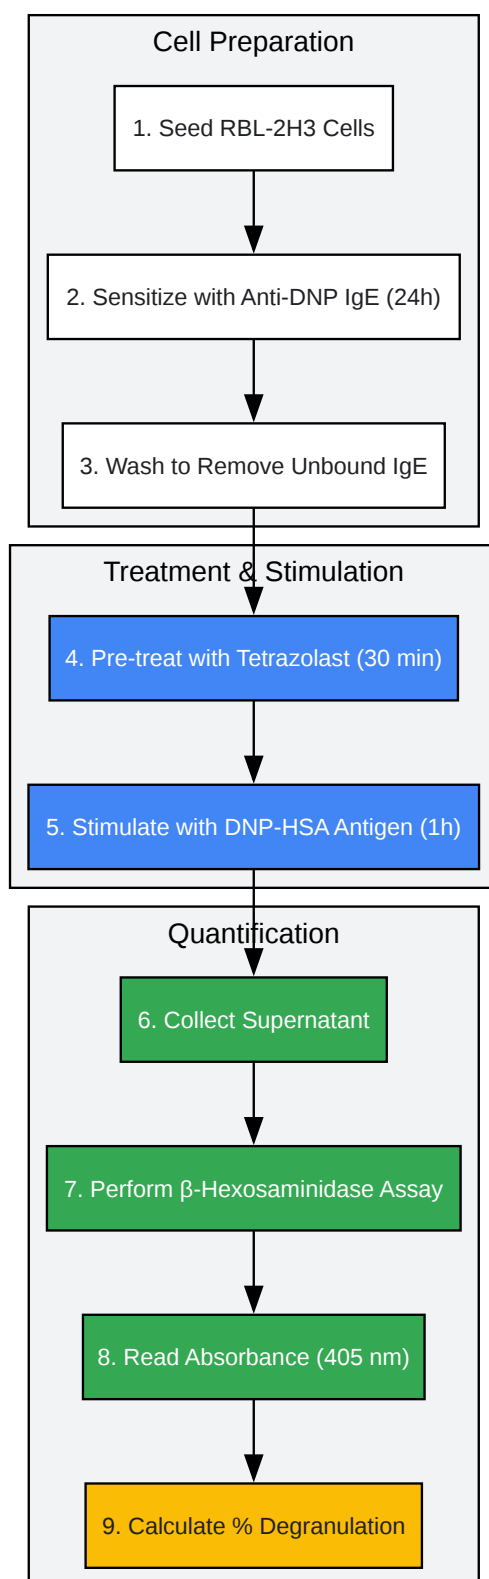 Cell Preparation
1. Seed RBL-2H3 Cells
2. Sensitize with Anti-DNP IgE (24h)
3. Wash to Remove Unbound IgE
Treatment & Stimulation
4. Pre-treat with Tetrazolast (30 min)
5. Stimulate with DNP-HSA Antigen (1h)
Quantification
6. Collect Supernatant
7. Perform β-Hexosaminidase Assay
8. Read Absorbance (405 nm)
9. Calculate % Degranulation